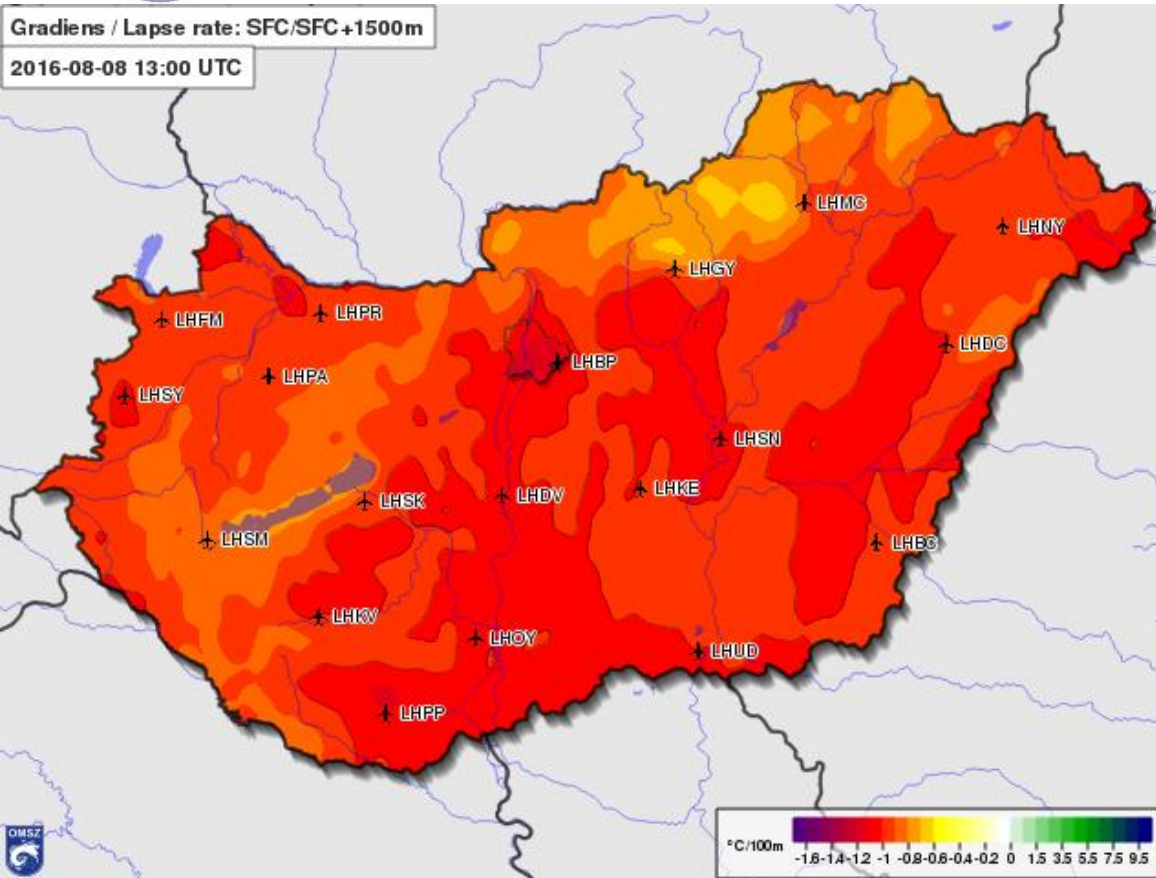 Gradiens / Lapse rate: SFC/SFC+1500m
2016-08-08 13:00 UTC
LHMC
LHNY
LHGY
LHFM
LHPR
LHDC
LHBP
LHPA
LHSY
LHSN
LHKE
LHDV
LHSK
LHSM
LHBC
LHKV
LHOY
LHUD
LHPP
OMSZ
°C/100m
-1.6 -1.4 -1.2 -1 -0.8 -0.6 -0.4 -0.2 0 1.5 3.5 5.5 7.5 9.5